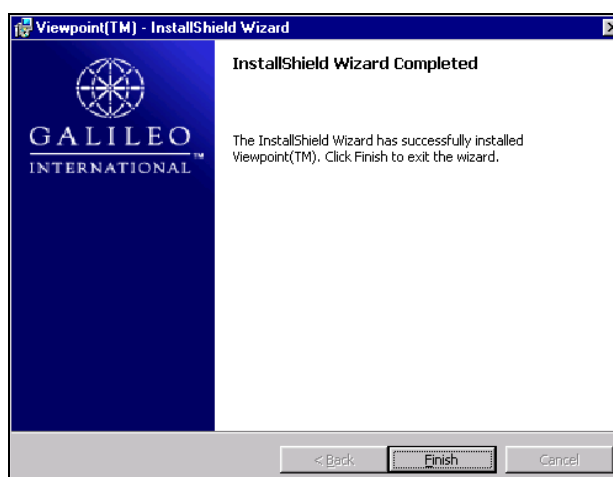 Viewpoint(TM) - InstallShield Wizard
InstallShield Wizard Completed
GALILEO
INTERNATIONAL™
The InstallShield Wizard has successfully installed
Viewpoint(TM). Click Finish to exit the wizard.
< Back
Finish
Cancel